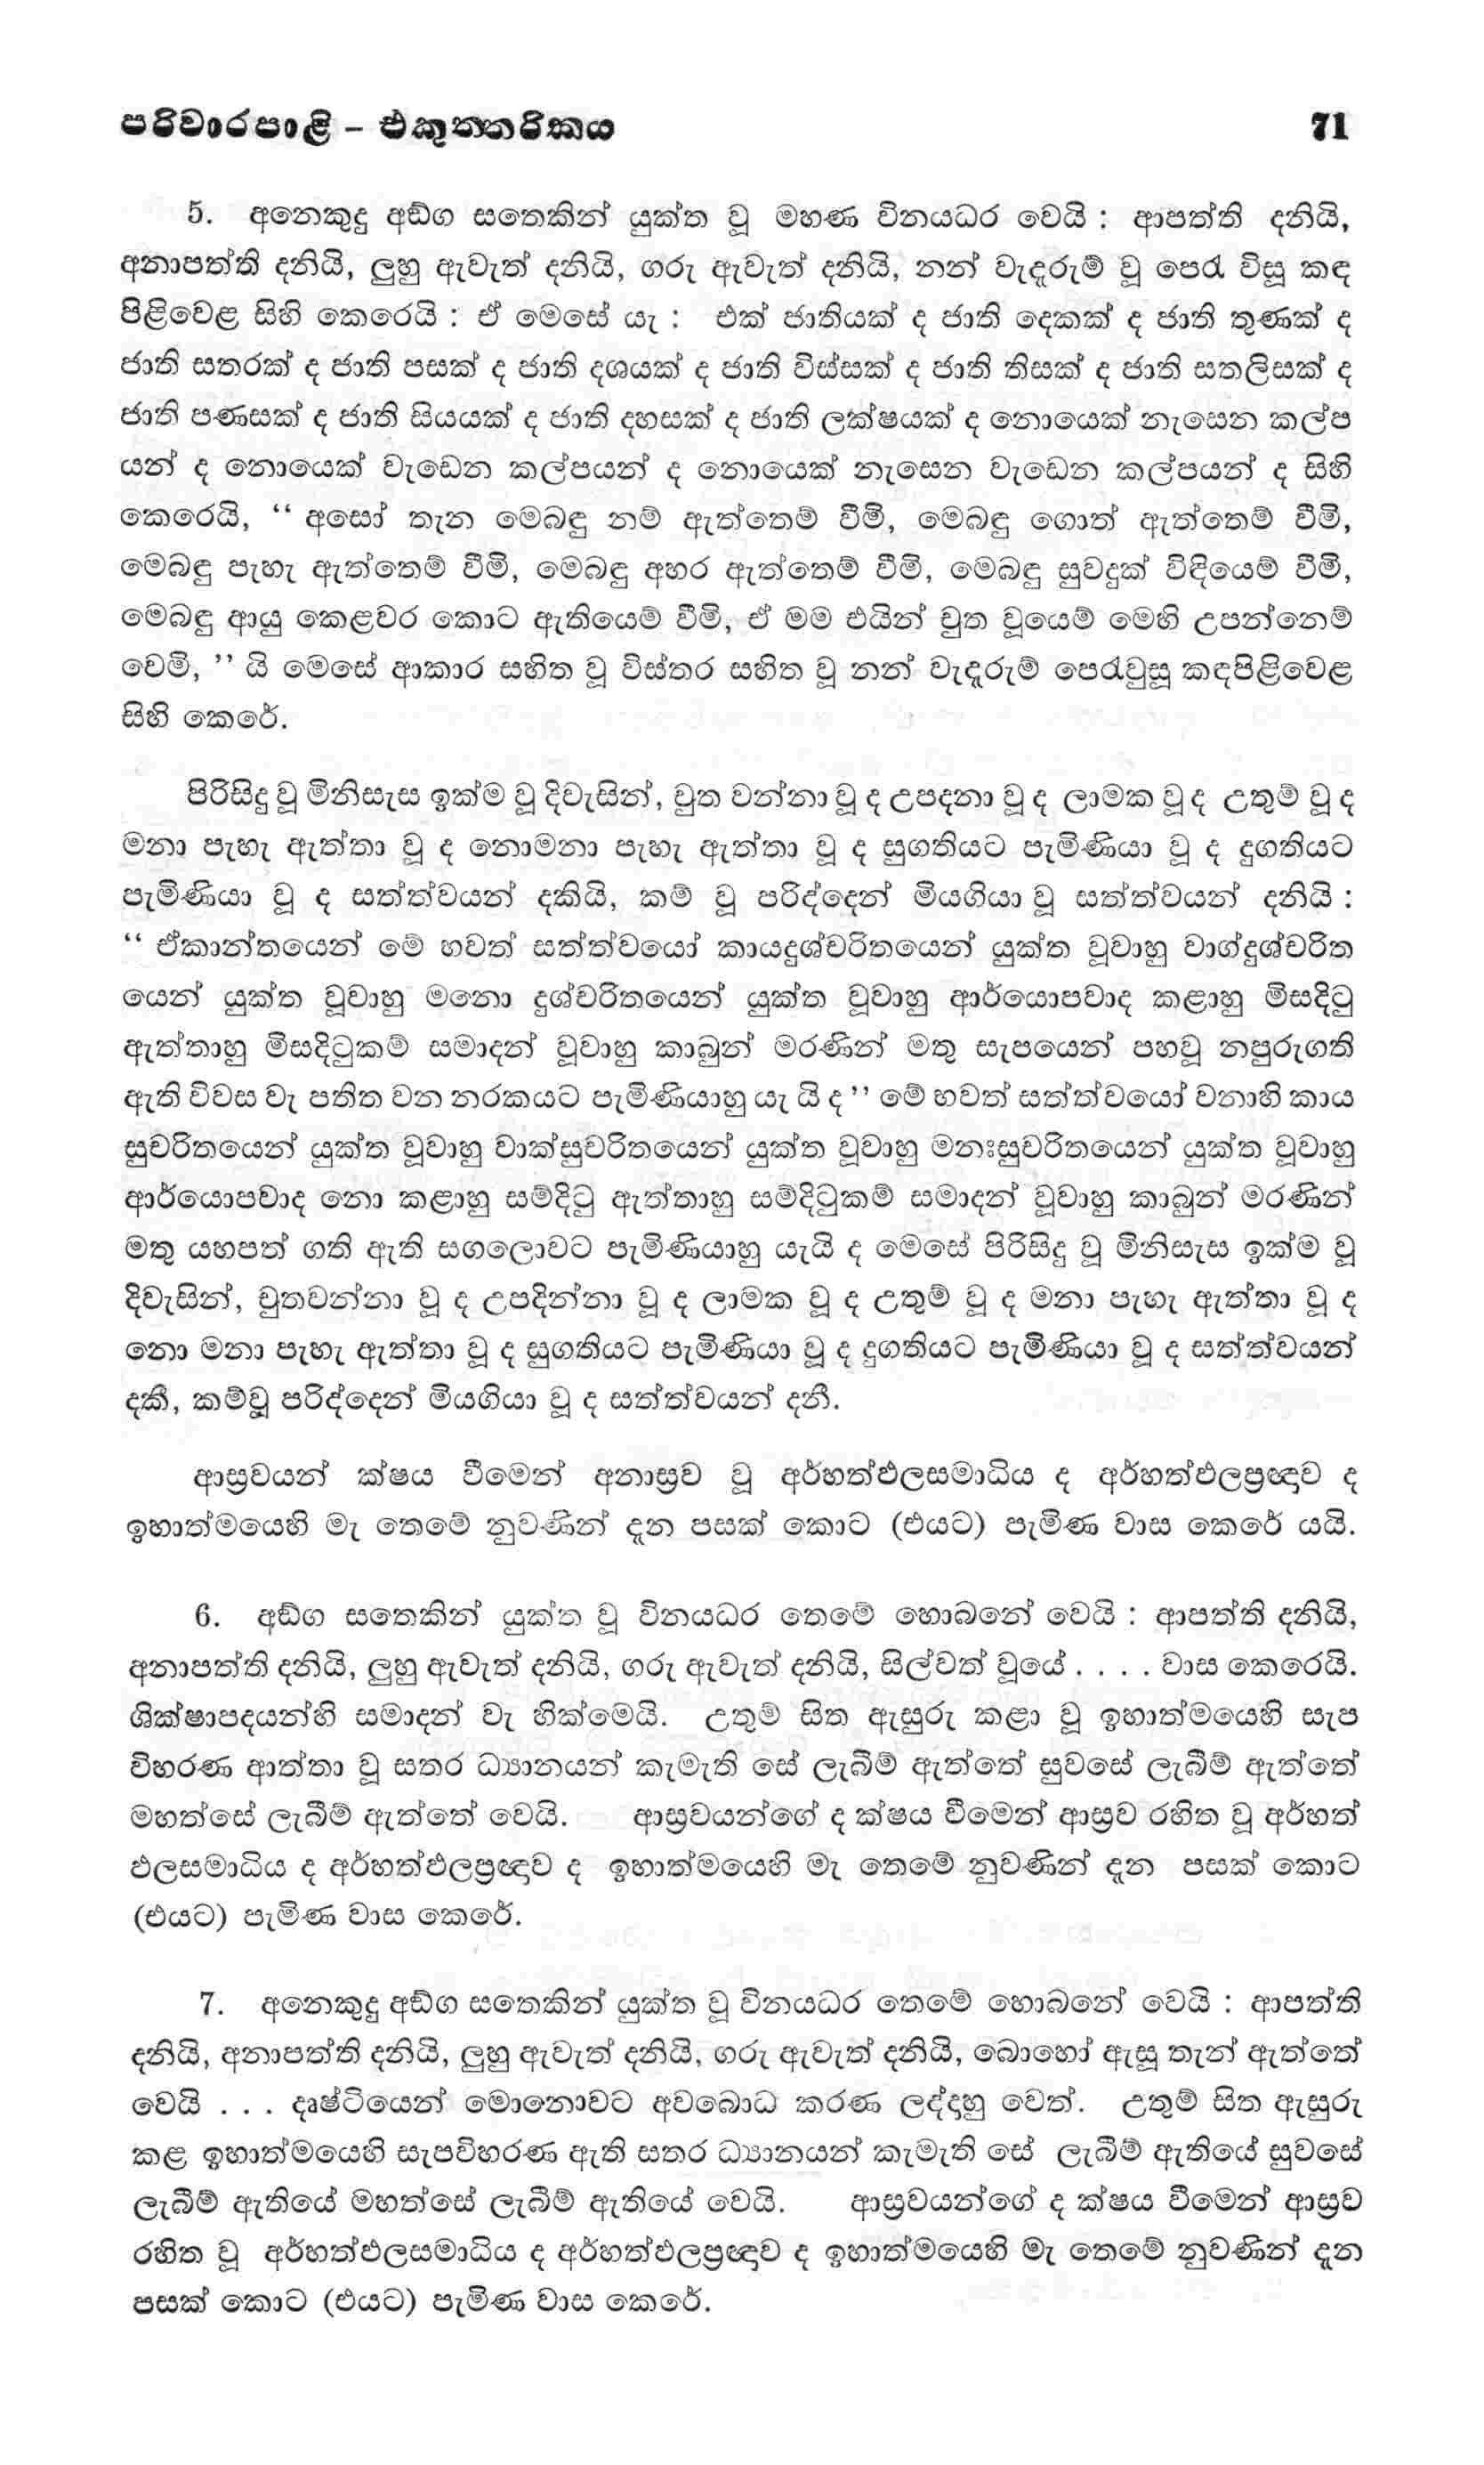 පරිවාරපාළි – එකුත්තරිකය 71
5. අනෙකුදු අඞ්ග සතෙකින් යුක්ත වූ මහණ විනයධර වෙයි : ආපත්ති දනියි,
අනාපත්ති දනියි, ලුහු ඇවැත් දනියි, ගරු ඇවැත් දනියි, නන් වැදෑරුම් වූ පෙරැ විසූ කඳ
පිළිවෙළ සිහි කෙරෙයි : ඒ මෙසේ යැ : එක් ජාතියක් ද ජාති දෙකක් ද ජාති තුණක් ද
ජාති සතරක් ද ජාති පසක් ද ජාති දශයක් ද ජාති විස්සක් ද ජාති තිසක් ද ජාති සතලිසක් ද
ජාති පණසක් ද ජාති සියයක් ද ජාති දහසක් ද ජාති ලක්ෂයක් ද නොයෙක් නැසෙන කල්ප
යන් ද නොයෙක් වැඩෙන කල්පයන් ද නොයෙක් නැසෙන වැඩෙන කල්පයන් ද සිහි
කෙරෙයි, “ අසෝ තැන මෙබඳු නම් ඇත්තෙම් වීමි, මෙබඳු ගොත් ඇත්තෙම් වීමි,
මෙබඳු පැහැ ඇත්තෙම් වීමි, මෙබඳු අහර ඇත්තෙම් වීමි, මෙබඳු සුවදුක් විඳියෙම් වීමි,
මෙබඳු ආයු කෙළවර කොට ඇතියෙම් වීමි, ඒ මම එයින් ච්‍යුත වූයෙම් මෙහි උපන්නෙම්
වෙමි, ” යි මෙසේ ආකාර සහිත වූ විස්තර සහිත වූ නන් වැදෑරුම් පෙරැවුසූ කඳපිළිවෙළ
සිහි කෙරේ.
පිරිසිදු වූ මිනිසැස ඉක්ම වූ දිවැසින්, චුත වන්නා වූ ද උපදනා වූ ද ලාමක වූ ද උතුම් වූ ද
මනා පැහැ ඇත්තා වූ ද නොමනා පැහැ ඇත්තා වූ ද සුගතියට පැමිණියා වූ ද දුගතියට
පැමිණියා වූ ද සත්ත්වයන් දකියි, කම් වූ පරිද්දෙන් මියගියා වූ සත්ත්වයන් දනියි :
“ ඒකාන්තයෙන් මේ භවත් සත්ත්වයෝ කායදුශ්චරිතයෙන් යුක්ත වූවාහු වාග්දුශ්චරිත
යෙන් යුක්ත වූවාහු මනො දුශ්චරිතයෙන් යුක්ත වූවාහු ආර්යොපවාද කළාහු මිසදිටු
ඇත්තාහු මිසදිටුකම් සමාදන් වූවාහු කාබුන් මරණින් මතු සැපයෙන් පහවූ නපුරුගති
ඇති විවස වැ පතිත වන නරකයට පැමිණියාහු යැ යි ද ” මේ භවත් සත්ත්වයෝ වනාහි කාය
සුචරිතයෙන් යුක්ත වූවාහු වාක්සුචරිතයෙන් යුක්ත වූවාහු මනඃසුචරිතයෙන් යුක්ත වූවාහු
ආර්යොපවාද නො කළාහු සම්දිටු ඇත්තාහු සම්දිටුකම් සමාදන් වූවාහු කාබුන් මරණින්
මතු යහපත් ගති ඇති සගලොවට පැමිණියාහු යැයි ද මෙසේ පිරිසිදු වූ මිනිසැස ඉක්ම වූ
දිවැසින්, චුතවන්නා වූ ද උපදින්නා වූ ද ලාමක වූ ද උතුම් වූ ද මනා පැහැ ඇත්තා වූ ද
නො මනා පැහැ ඇත්තා වූ ද සුගතියට පැමිණියා වූ ද දුගතියට පැමිණියා වූ ද සත්ත්වයන්
දකී, කම්වූ පරිද්දෙන් මියගියා වූ ද සත්ත්වයන් දනී.
ආස්‍රවයන් ක්ෂය වීමෙන් අනාස්‍රව වූ අර්හත්ඵලසමාධිය ද අර්හත්ඵලප්‍රඥාව ද
ඉහාත්මයෙහි මැ තෙමේ නුවණින් දැන පසක් කොට (එයට) පැමිණ වාස කෙරේ යයි.
6. අඞ්ග සතෙකින් යුක්ත වූ විනයධර තෙමේ හොබනේ වෙයි : ආපත්ති දනියි,
අනාපත්ති දනියි, ලුහු ඇවැත් දනියි, ගරු ඇවැත් දනියි, සිල්වත් වූයේ . . . . වාස කෙරෙයි.
ශික්ෂාපදයන්හි සමාදන් වැ හික්මෙයි. උතුම් සිත ඇසුරු කළා වූ ඉහාත්මයෙහි සැප
විහරණ ආත්තා වූ සතර ධ්‍යානයන් කැමැති සේ ලැබීම් ඇත්තේ සුවසේ ලැබීම් ඇත්තේ
මහත්සේ ලැබීම් ඇත්තේ වෙයි. ආස්‍රවයන්ගේ ද ක්ෂය වීමෙන් ආස්‍රව රහිත වූ අර්හත්
ඵලසමාධිය ද අර්හත්ඵලප්‍රඥාව ද ඉහාත්මයෙහි මැ තෙමේ නුවණින් දැන පසක් කොට
(එයට) පැමිණ වාස කෙරේ.
7. අනෙකුදු අඞ්ග සතෙකින් යුක්ත වූ විනයධර තෙමේ හොබනේ වෙයි : ආපත්ති
දනියි, අනාපත්ති දනියි, ලුහු ඇවැත් දනියි, ගරු ඇවැත් දනියි, බොහෝ ඇසූ තැන් ඇත්තේ
වෙයි . . . දෘෂ්ටියෙන් මොනොවට අවබොධ කරණ ලද්දාහු වෙත්. උතුම් සිත ඇසුරු
කළ ඉහාත්මයෙහි සැපවිහරණ ඇති සතර ධ්‍යානයන් කැමැති සේ ලැබීම් ඇතියේ සුවසේ
ලැබීම් ඇතියේ මහත්සේ ලැබීම් ඇතියේ වෙයි. ආස්‍රවයන්ගේ ද ක්ෂය වීමෙන් ආස්‍රව
රහිත වූ අර්හත්ඵලසමාධිය ද අර්හත්ඵලප්‍රඥාව ද ඉහාත්මයෙහි මැ තෙමේ නුවණින් දැන
පසක් කොට (එයට) පැමිණ වාස කෙරේ.